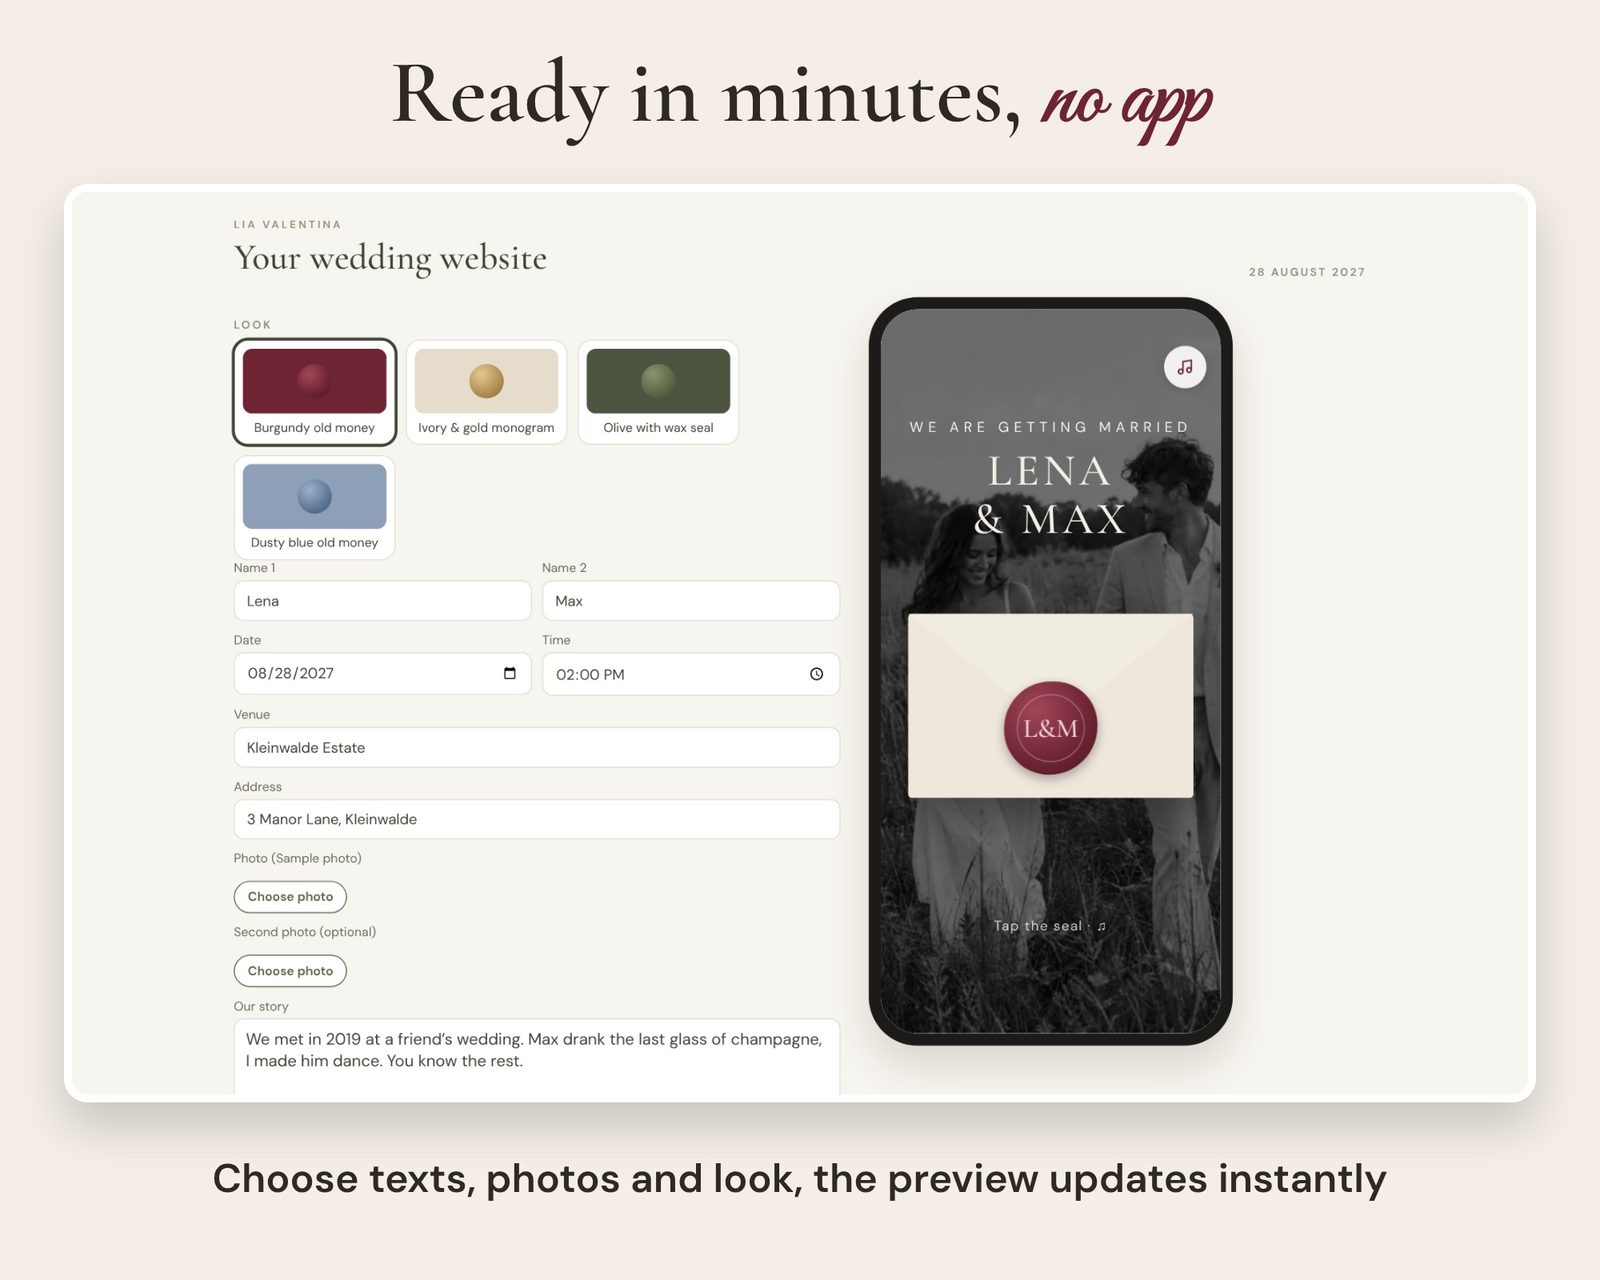 Ready in minutes, no app
LIA VALENTINA
Your wedding website
28 AUGUST 2027
LOOK
Burgundy old money
Ivory & gold monogram
Olive with wax seal
Dusty blue old money
Name 1
Name 2
Lena
Max
Date
Time
08/28/2027
02:00 PM
Venue
Kleinwalde Estate
Address
3 Manor Lane, Kleinwalde
Photo (Sample photo)
Choose photo
Second photo (optional)
Choose photo
Our story
We met in 2019 at a friend’s wedding. Max drank the last glass of champagne,
I made him dance. You know the rest.
WE ARE GETTING MARRIED
LENA
& MAX
L&M
Tap the seal · ♫
Choose texts, photos and look, the preview updates instantly